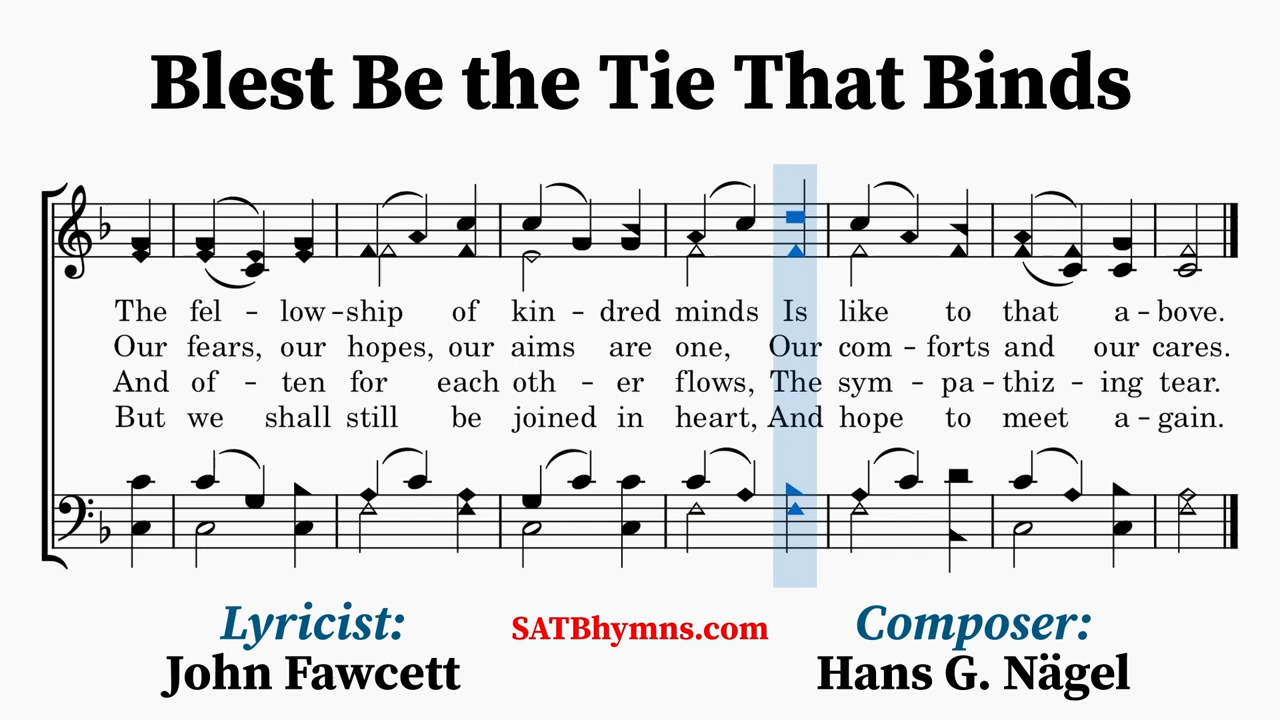 Blest Be the Tie That Binds
The fel - low - ship of kin - dred minds Is like to that a - bove.
Our fears, our hopes, our aims are one, Our com - forts and our cares.
And of - ten for each oth - er flows, The sym - pa - thiz - ing tear.
But we shall still be joined in heart, And hope to meet a - gain.
Lyricist:
John Fawcett
SATBhymns.com
Composer:
Hans G. Nägel